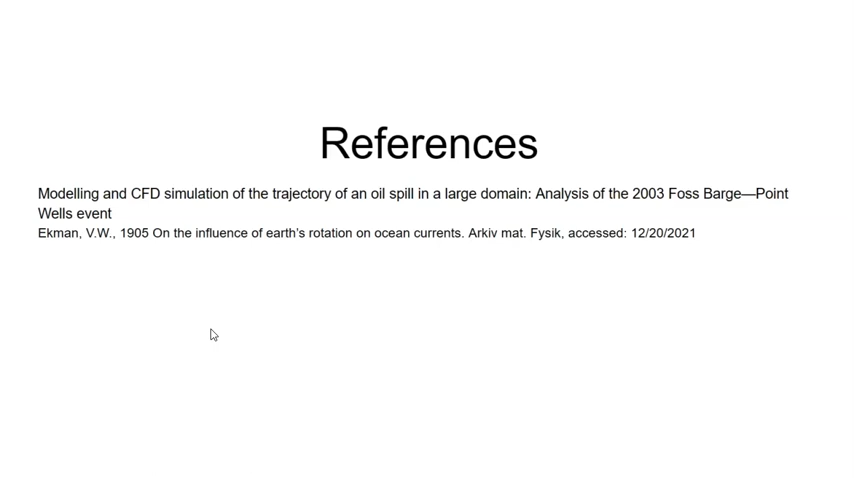 References
Modelling and CFD simulation of the trajectory of an oil spill in a large domain: Analysis of the 2003 Foss Barge—Point
Wells event
Ekman, V.W., 1905 On the influence of earth's rotation on ocean currents. Arkiv mat. Fysik, accessed: 12/20/2021